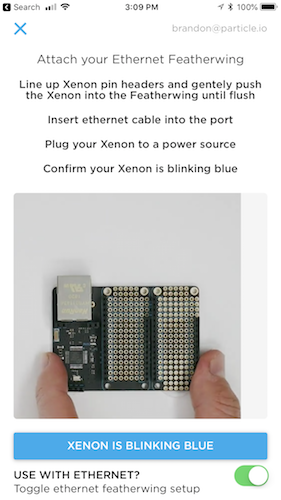 Search 3:09 PM 100%
brandon@particle.io
Attach your Ethernet Featherwing
Line up Xenon pin headers and gentely push
the Xenon into the Featherwing until flush
Insert ethernet cable into the port
Plug your Xenon to a power source
Confirm your Xenon is blinking blue
XENON IS BLINKING BLUE
USE WITH ETHERNET?
Toggle ethernet featherwing setup